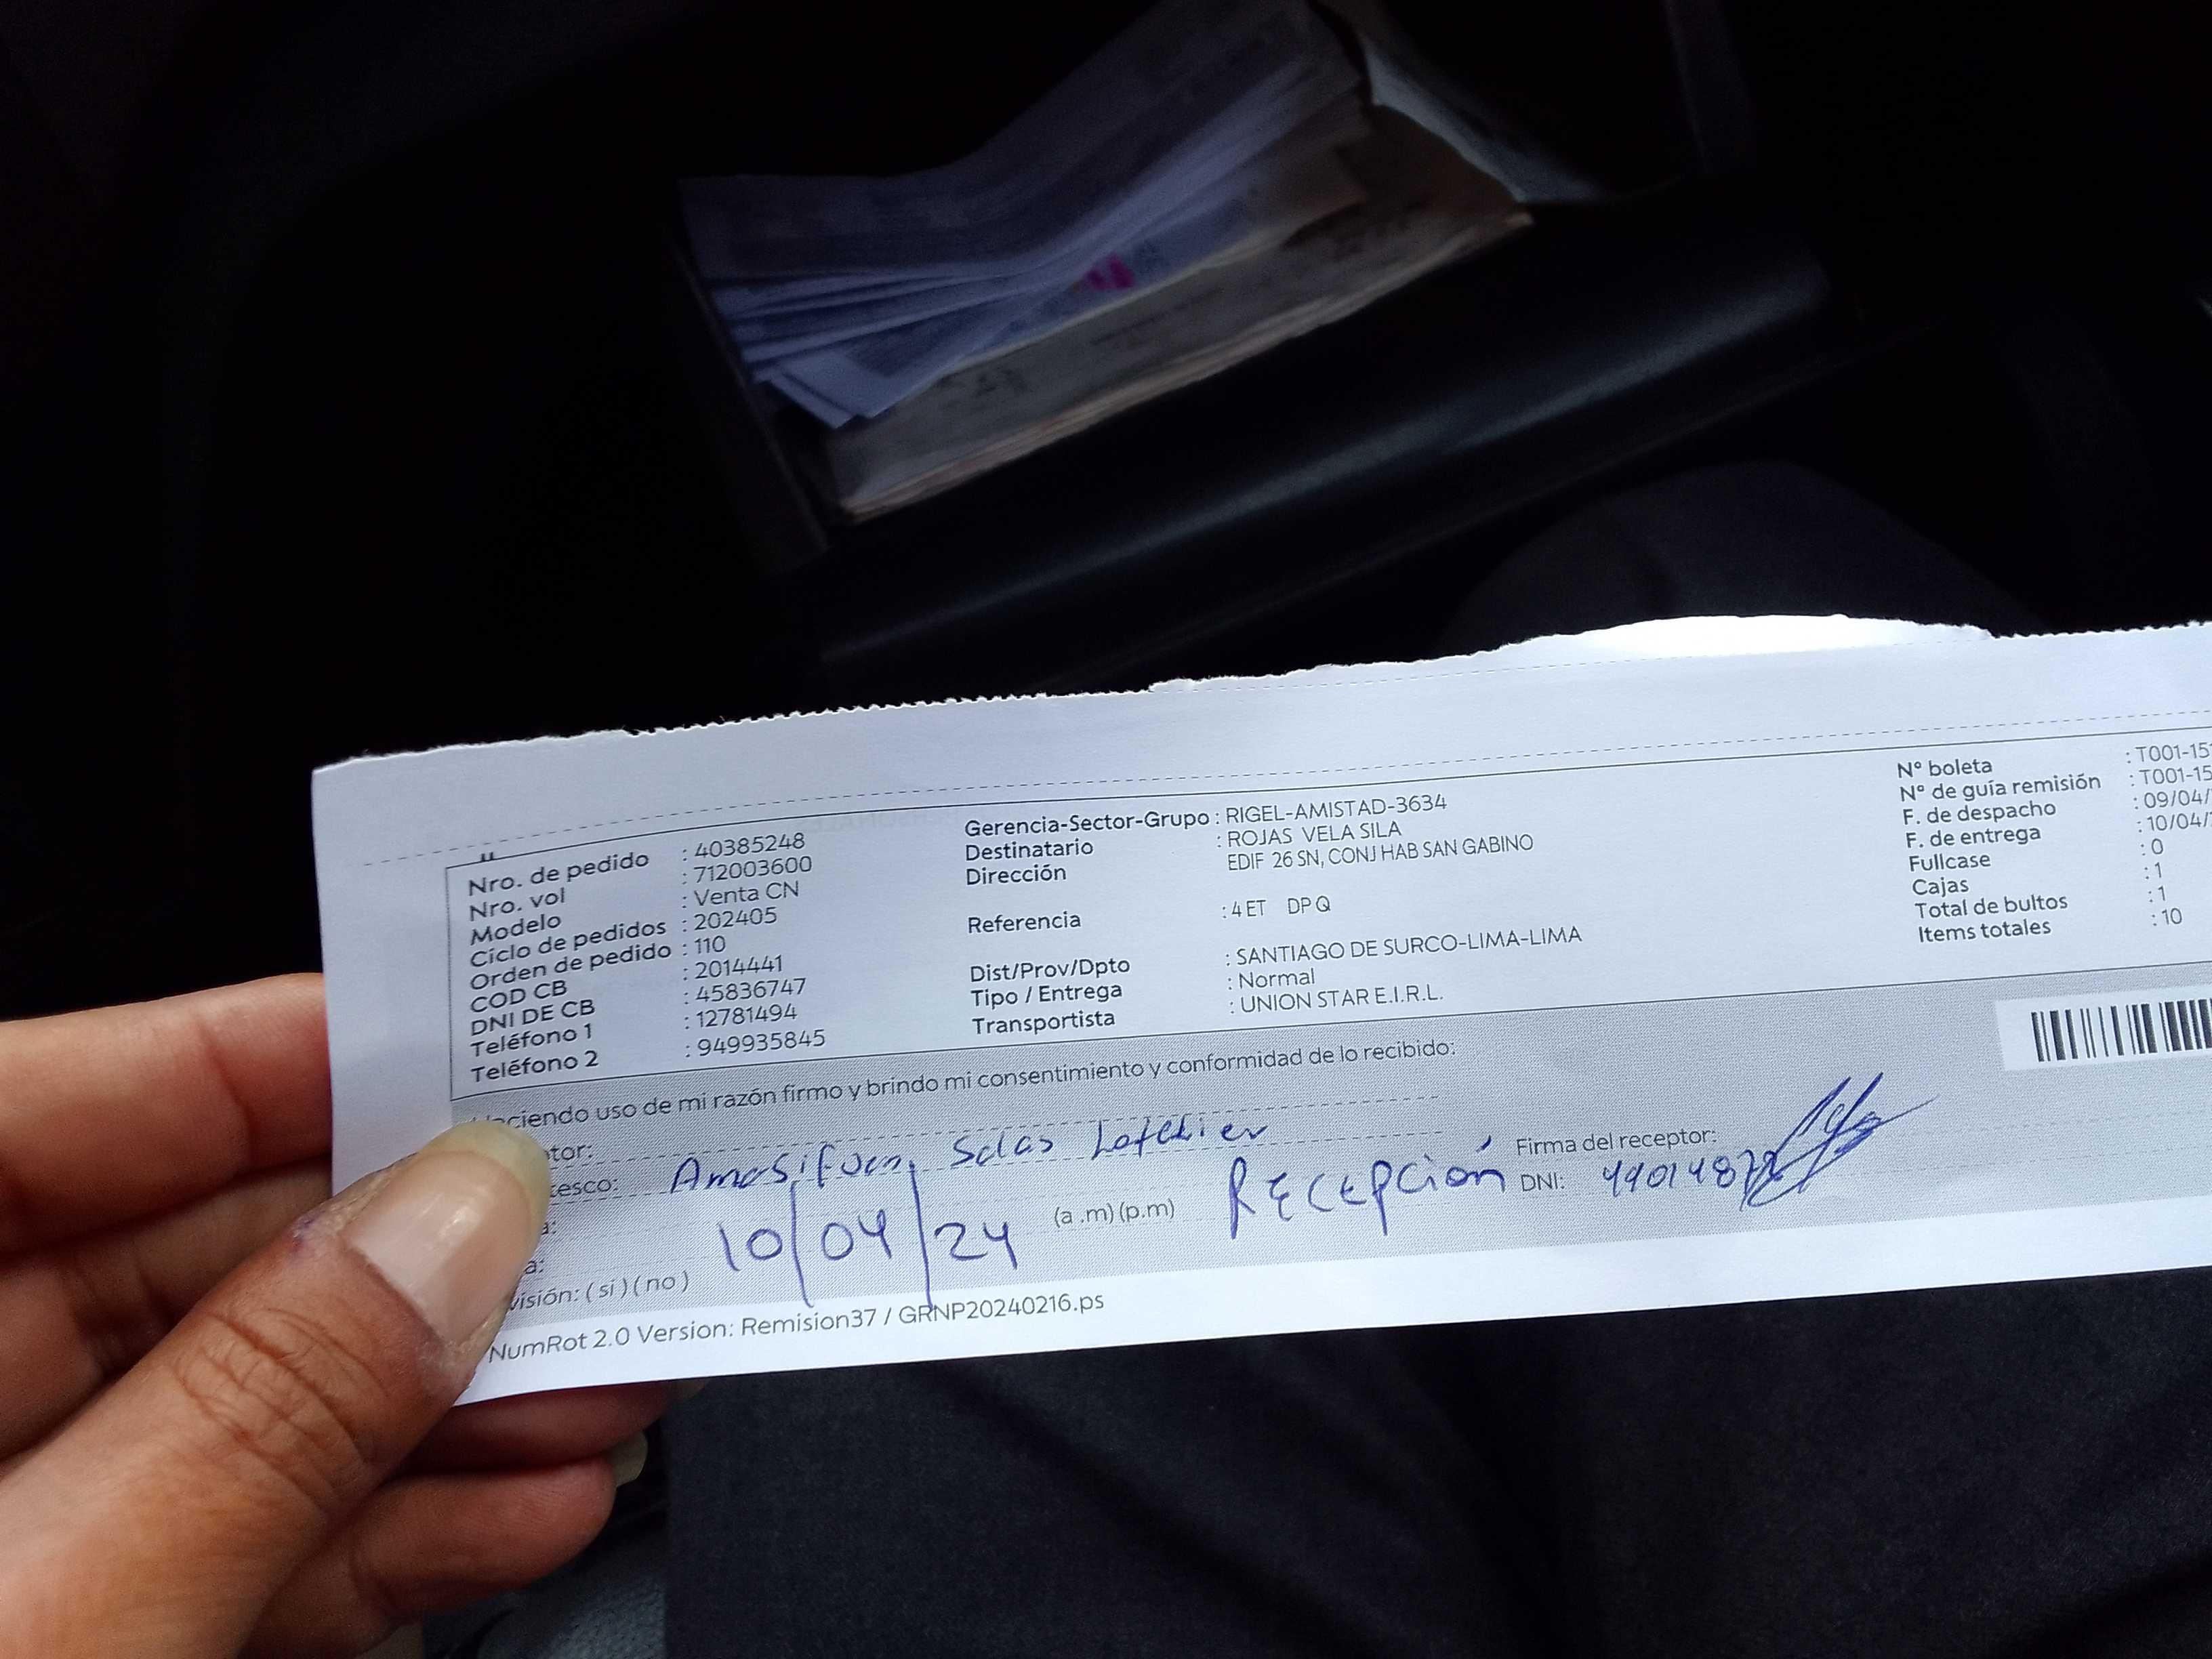 Nro. de pedido : 40385248
Nro. vol : 712003600
Modelo : Venta CN
Ciclo de pedidos : 202405
Orden de pedido : 110
COD CB : 2014441
DNI DE CB : 45836747
Teléfono 1 : 12781494
Teléfono 2 : 949935845
Gerencia-Sector-Grupo : RIGEL-AMISTAD-3634
Destinatario : ROJAS VELA SILA
Dirección EDIF 26 SN, CONJ HAB SAN GABINO
Referencia : 4 ET DP Q
Dist/Prov/Dpto : SANTIAGO DE SURCO-LIMA-LIMA
Tipo / Entrega : Normal
Transportista : UNION STAR E.I.R.L.
N° boleta : T001-15
N° de guía remisión : T001-15
F. de despacho : 09/04/
F. de entrega : 10/04/
Fullcase : 0
Cajas : 1
Total de bultos : 1
Items totales : 10
ciendo uso de mi razón firmo y brindo mi consentimiento y conformidad de lo recibido:
tor:
esco: Amasifuen Salas
Firma del receptor:
a: 10/04/24 (a .m) (p.m) Recepción DNI:
a:
visión: ( si ) ( no )
NumRot 2.0 Version: Remision37 / GRNP20240216.ps